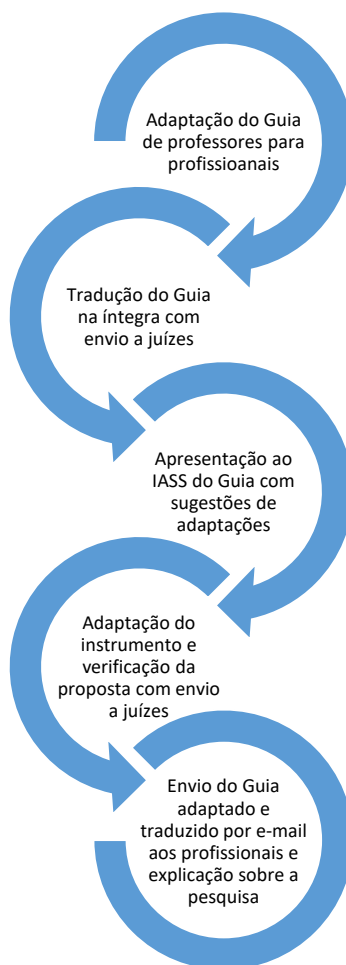 Adaptação do Guia
de professores para
profissioanais
Tradução do Guia
na íntegra com
envio a juízes
Apresentação ao
IASS do Guia com
sugestões de
adaptações
Adaptação do
instrumento e
verificação da
proposta com envio
a juízes
Envio do Guia
adaptado e
traduzido por e-mail
aos profissionais e
explicação sobre a
pesquisa